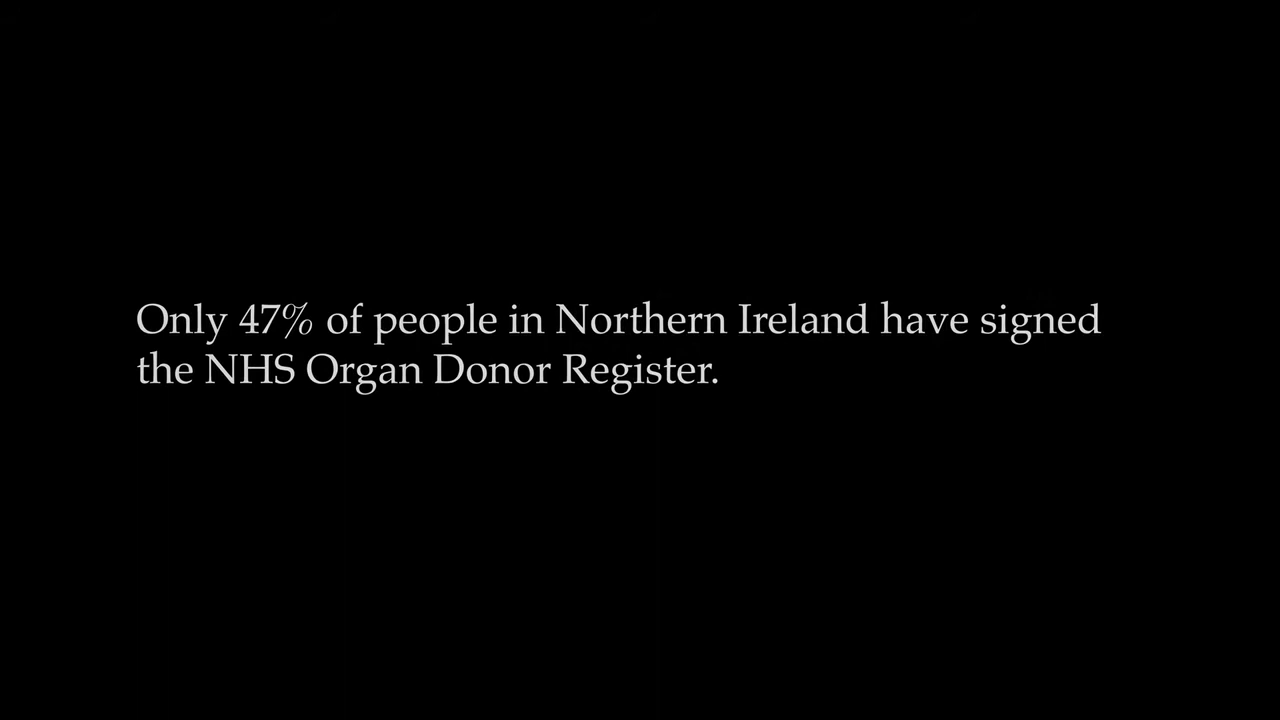 Only 47% of people in Northern Ireland have signed
the NHS Organ Donor Register.